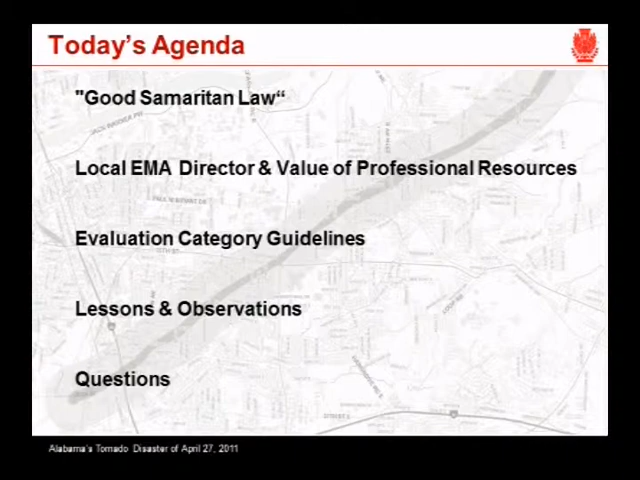 Today's Agenda
"Good Samaritan Law“
Local EMA Director & Value of Professional Resources
Evaluation Category Guidelines
Lessons & Observations
Questions
Alabama's Tornado Disaster of April 27, 2011